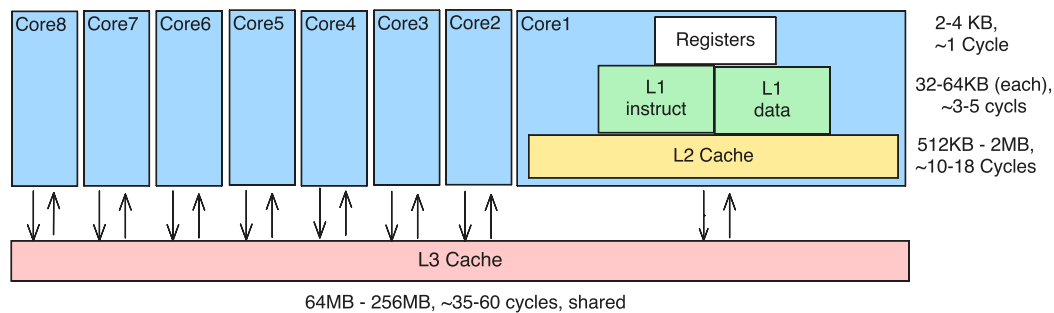 Core8
Core7
Core6
Core5
Core4
Core3
Core2
Core1
Registers
2-4 KB,
~1 Cycle
L1
instruct
L1
data
32-64KB (each),
~3-5 cycls
L2 Cache
512KB - 2MB,
~10-18 Cycles
L3 Cache
64MB - 256MB, ~35-60 cycles, shared